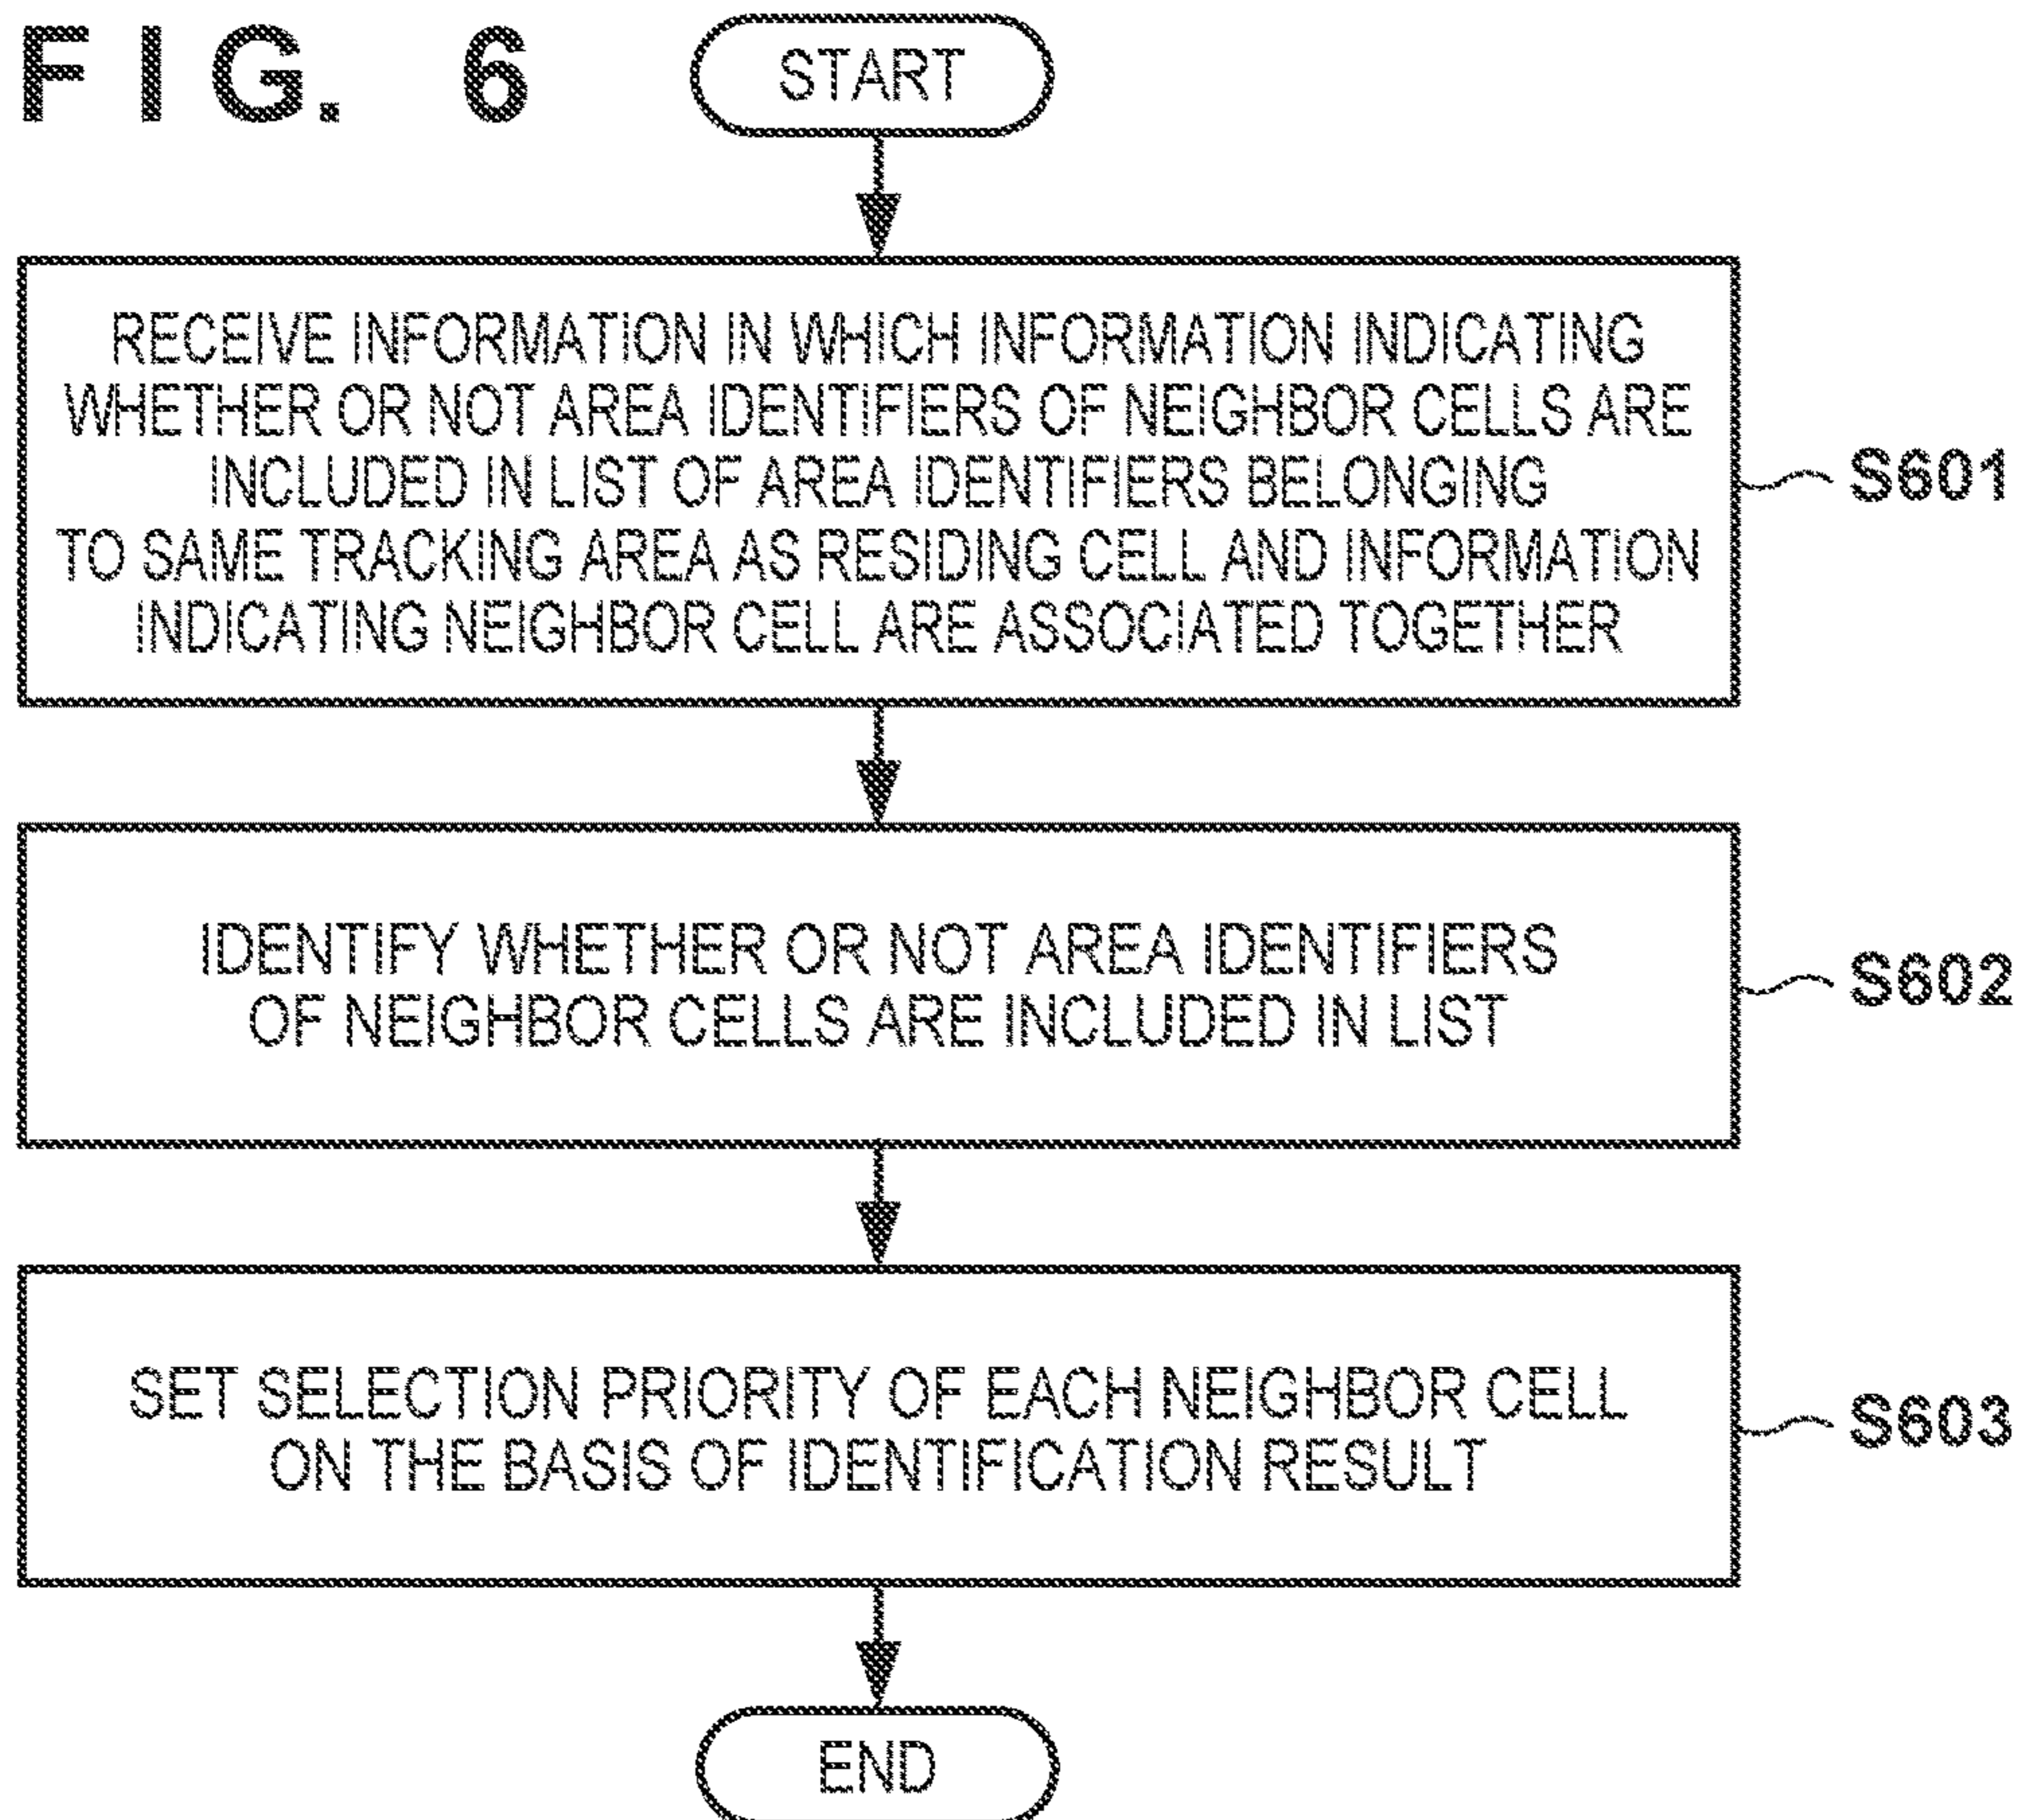 FIG. 6
START
RECEIVE INFORMATION IN WHICH INFORMATION INDICATING
WHETHER OR NOT AREA IDENTIFIERS OF NEIGHBOR CELLS ARE
INCLUDED IN LIST OF AREA IDENTIFIERS BELONGING
TO SAME TRACKING AREA AS RESIDING CELL AND INFORMATION
INDICATING NEIGHBOR CELL ARE ASSOCIATED TOGETHER
S601
IDENTIFY WHETHER OR NOT AREA IDENTIFIERS
OF NEIGHBOR CELLS ARE INCLUDED IN LIST
S602
SET SELECTION PRIORITY OF EACH NEIGHBOR CELL
ON THE BASIS OF IDENTIFICATION RESULT
S603
END